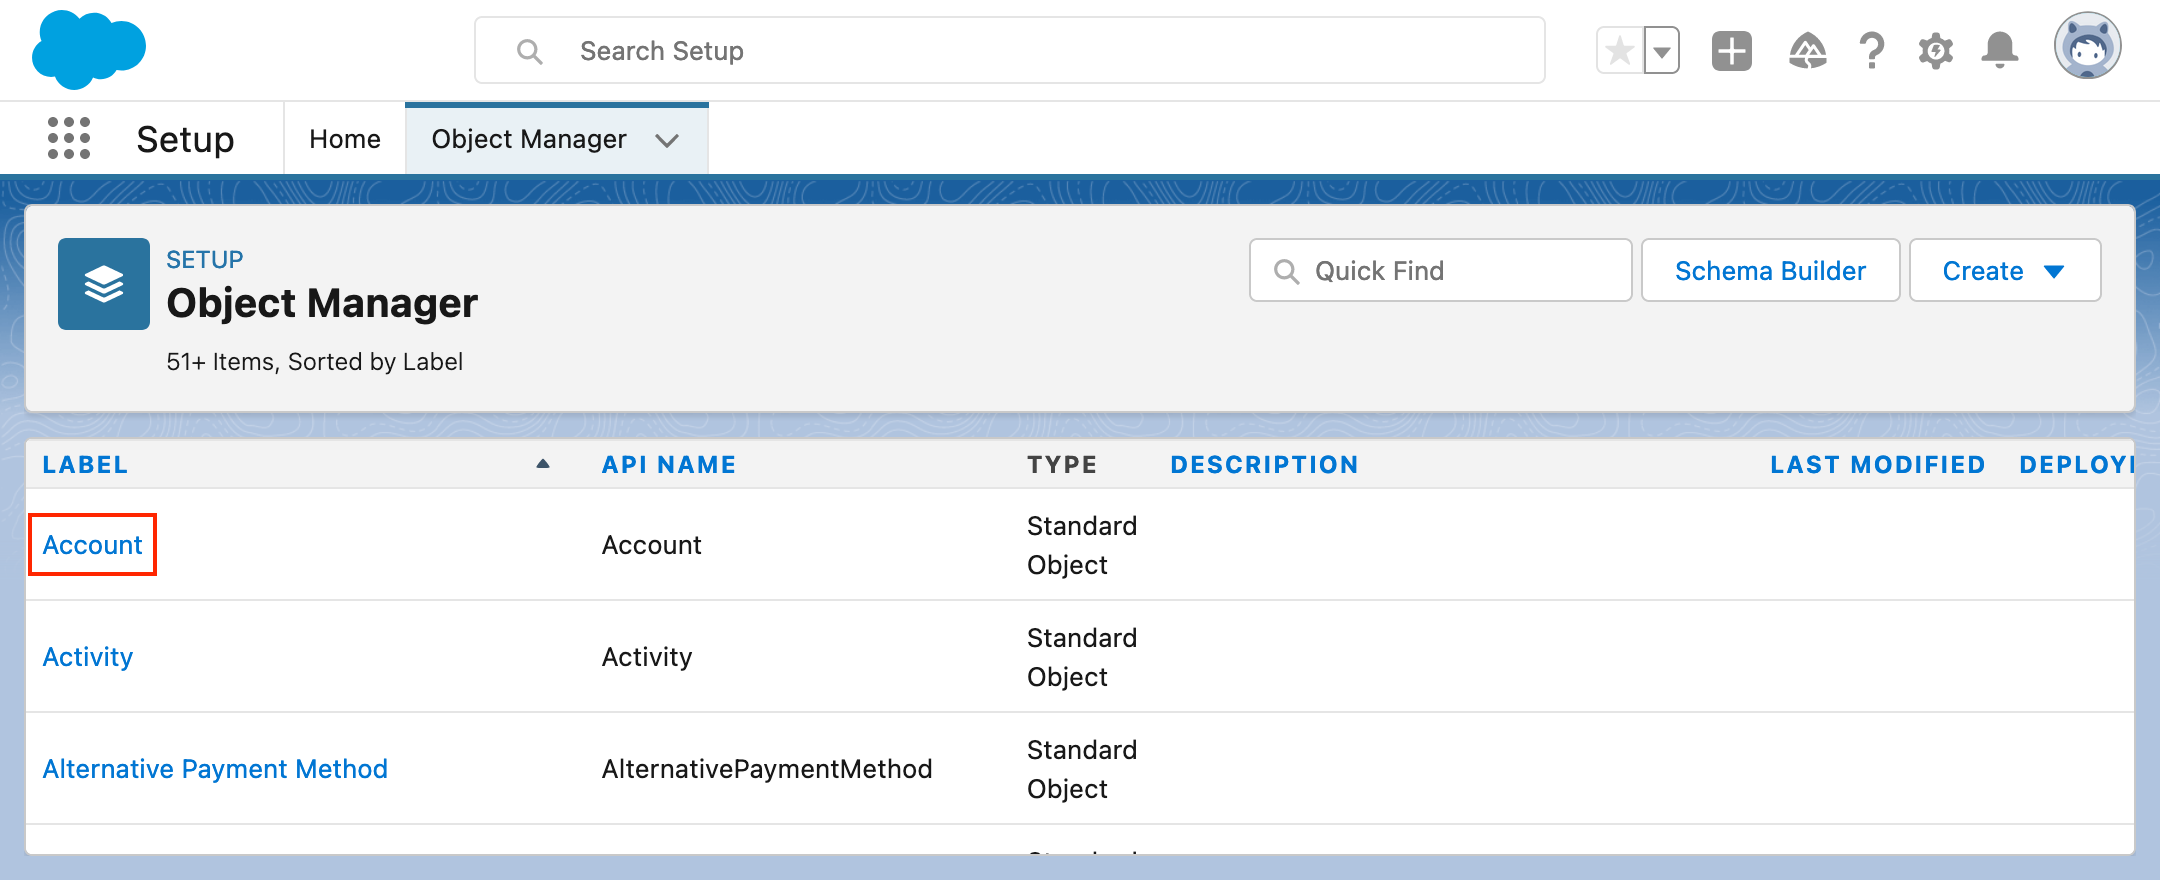 Search Setup
Setup
Home
Object Manager
SETUP
Object Manager
51+ Items, Sorted by Label
Quick Find
Schema Builder
Create
LABEL
API NAME
TYPE
DESCRIPTION
LAST MODIFIED
Account
Account
Standard
Object
Activity
Activity
Standard
Object
Alternative Payment Method
AlternativePaymentMethod
Standard
Object